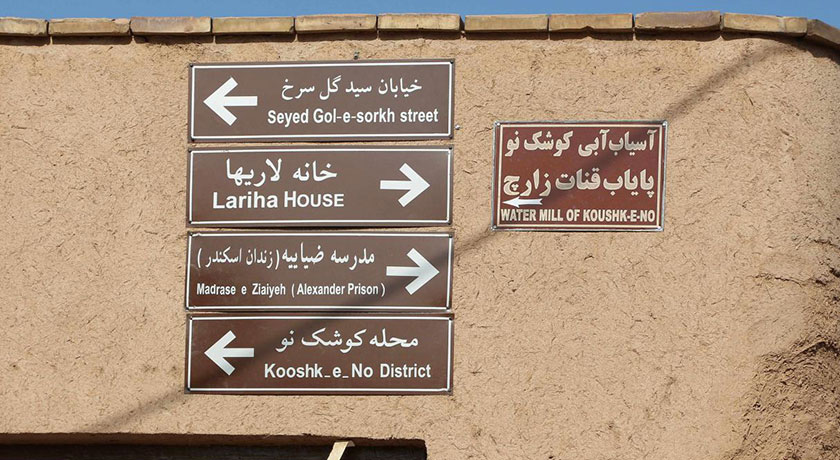 خیابان سید گل سرخ
Seyed Gol-e-sorkh street
خانه لاریها
Lariha HOUSE
مدرسه ضیاییه (زندان اسکندر)
Madrase e Ziaiyeh (Alexander Prison)
محله کوشک نو
Kooshk_e_No District
آسیاب آبی کوشک نو
پایاب قنات زارچ
WATER MILL OF KOUSHK-E-NO